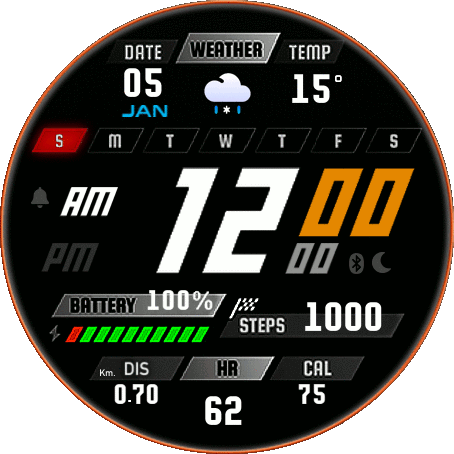 DATE WEATHER TEMP
05 15°
JAN
S M T W T F S
AM 12 00
PM 00
BATTERY 100%
STEPS 1000
Km. DIS HR CAL
0.70 62 75